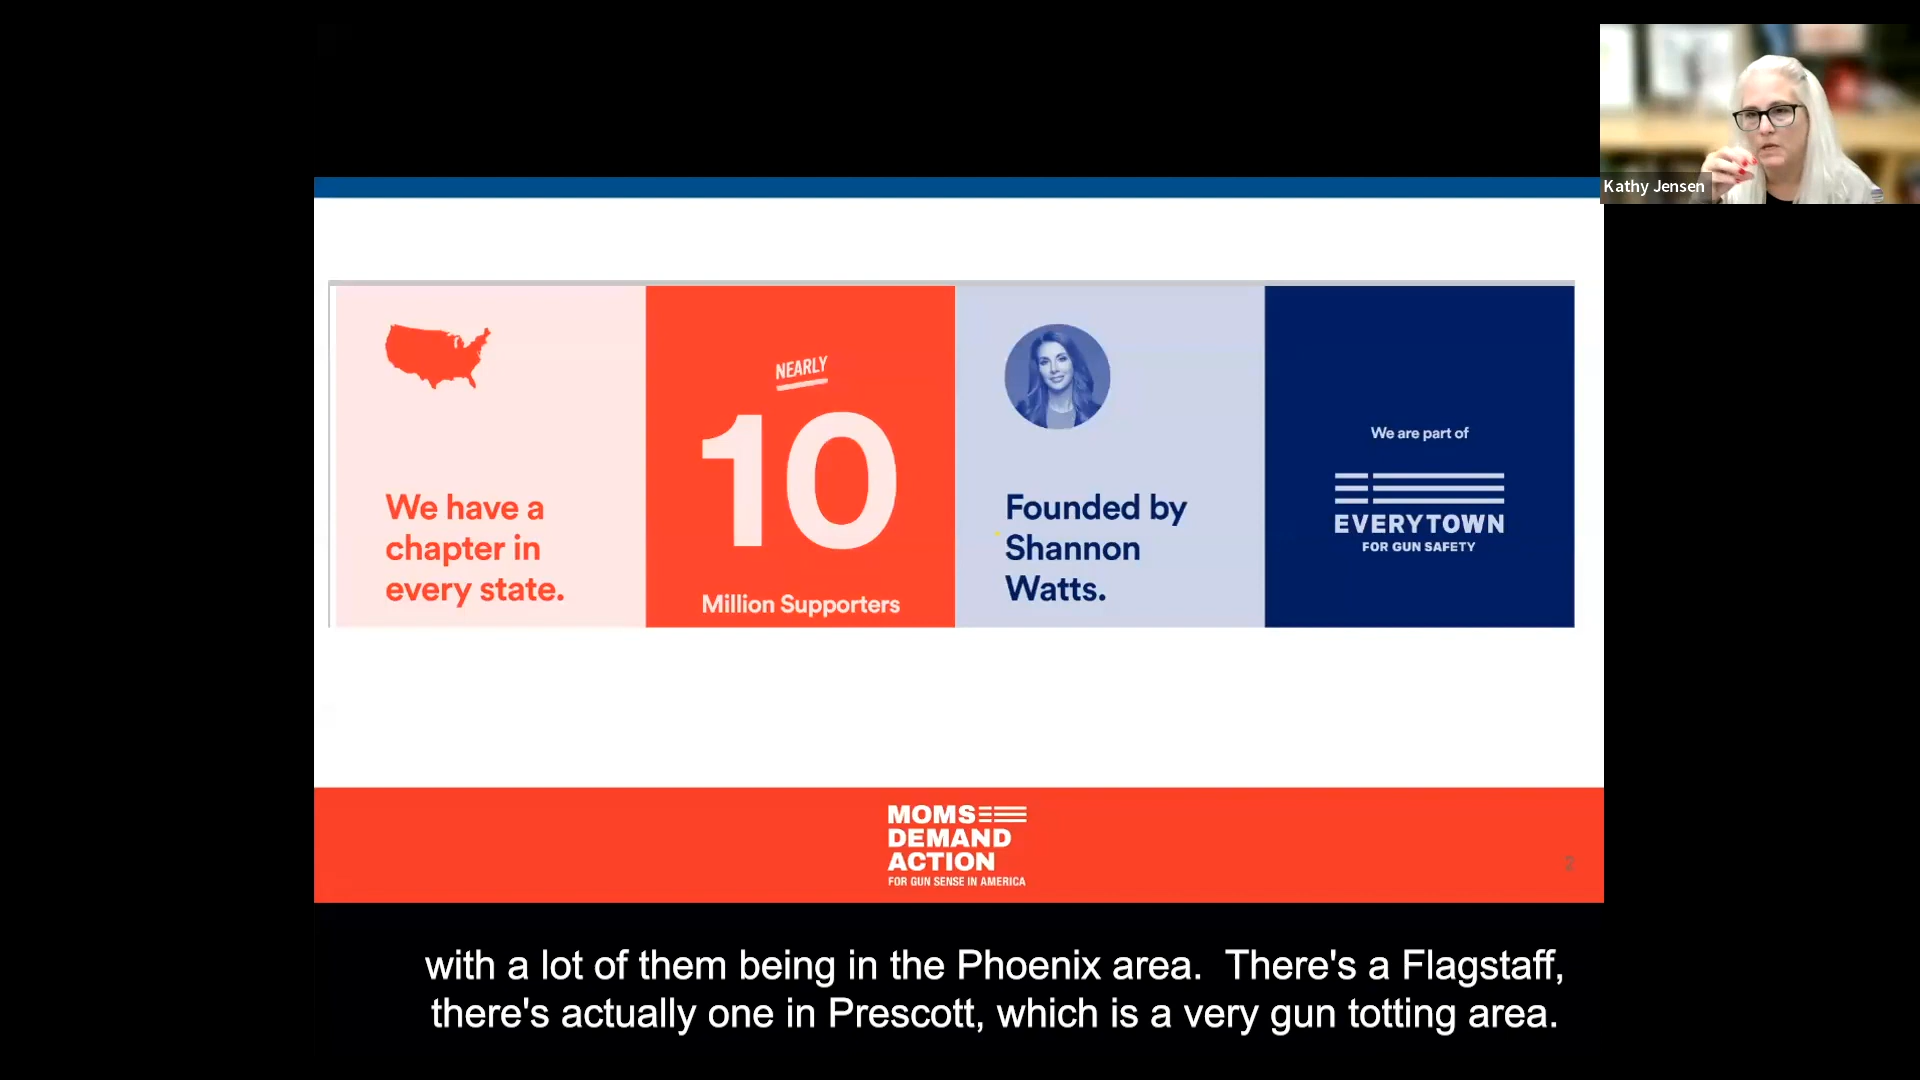 Kathy Jensen
We have a
chapter in
every state.
NEARLY
10
Million Supporters
Founded by
Shannon
Watts.
We are part of
EVERYTOWN
FOR GUN SAFETY
MOMS
DEMAND
ACTION
FOR GUN SENSE IN AMERICA
2
with a lot of them being in the Phoenix area.  There's a Flagstaff,
there's actually one in Prescott, which is a very gun totting area.